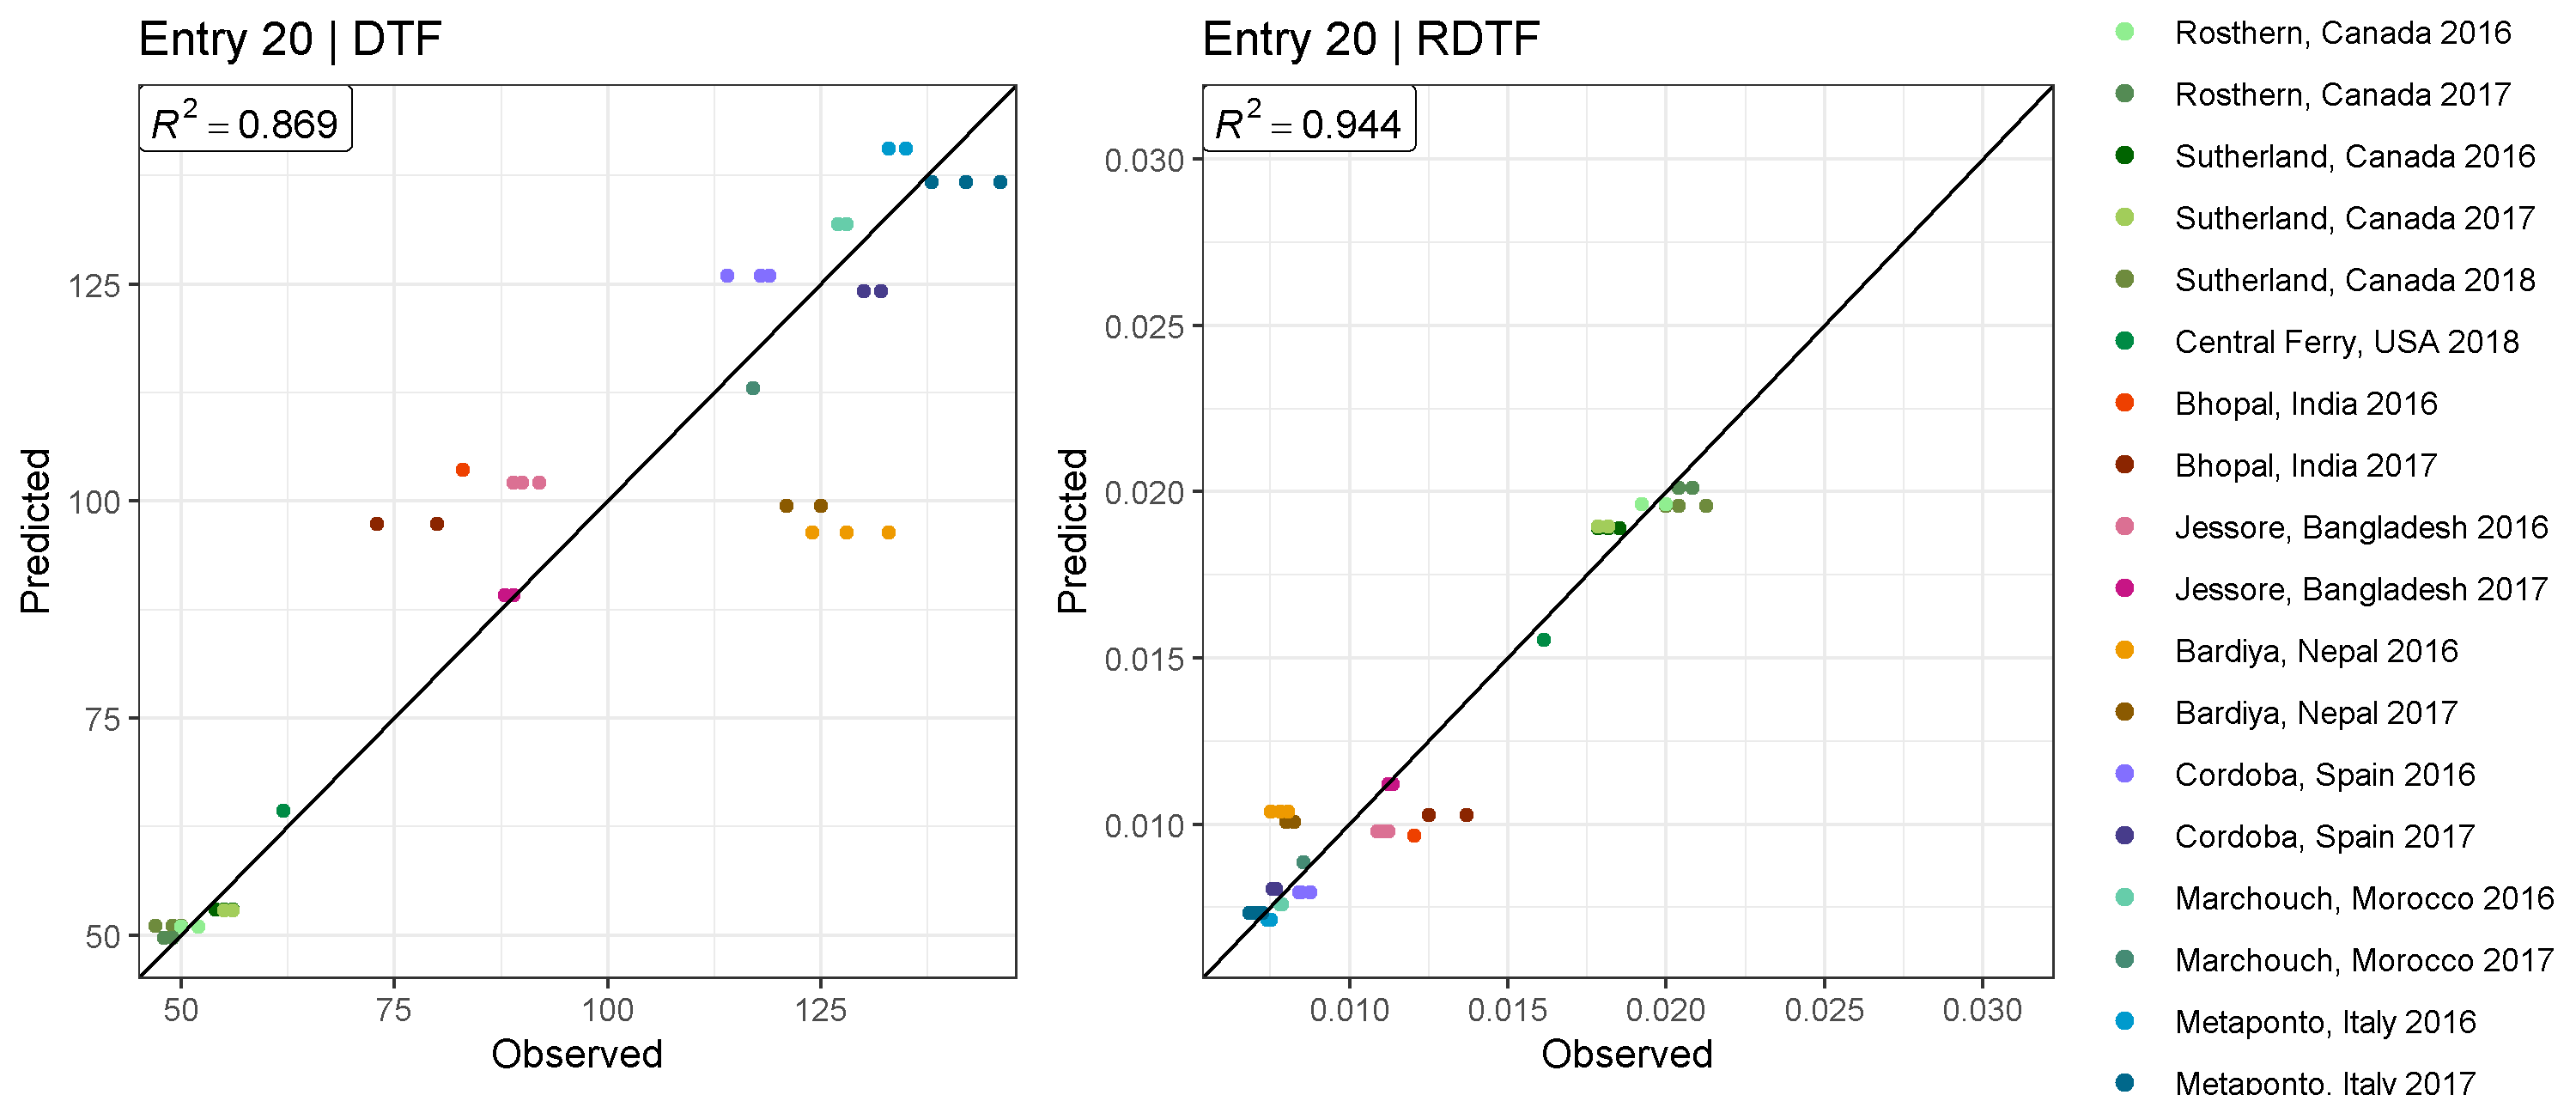 Entry 20 | DTF
R² = 0.869
125
100
75
50
50
75
100
125
Predicted
Observed
Entry 20 | RDTF
R² = 0.944
0.030
0.025
0.020
0.015
0.010
0.010
0.015
0.020
0.025
0.030
Predicted
Observed
Rosthern, Canada 2016
Rosthern, Canada 2017
Sutherland, Canada 2016
Sutherland, Canada 2017
Sutherland, Canada 2018
Central Ferry, USA 2018
Bhopal, India 2016
Bhopal, India 2017
Jessore, Bangladesh 2016
Jessore, Bangladesh 2017
Bardiya, Nepal 2016
Bardiya, Nepal 2017
Cordoba, Spain 2016
Cordoba, Spain 2017
Marchouch, Morocco 2016
Marchouch, Morocco 2017
Metaponto, Italy 2016
Metaponto, Italy 2017